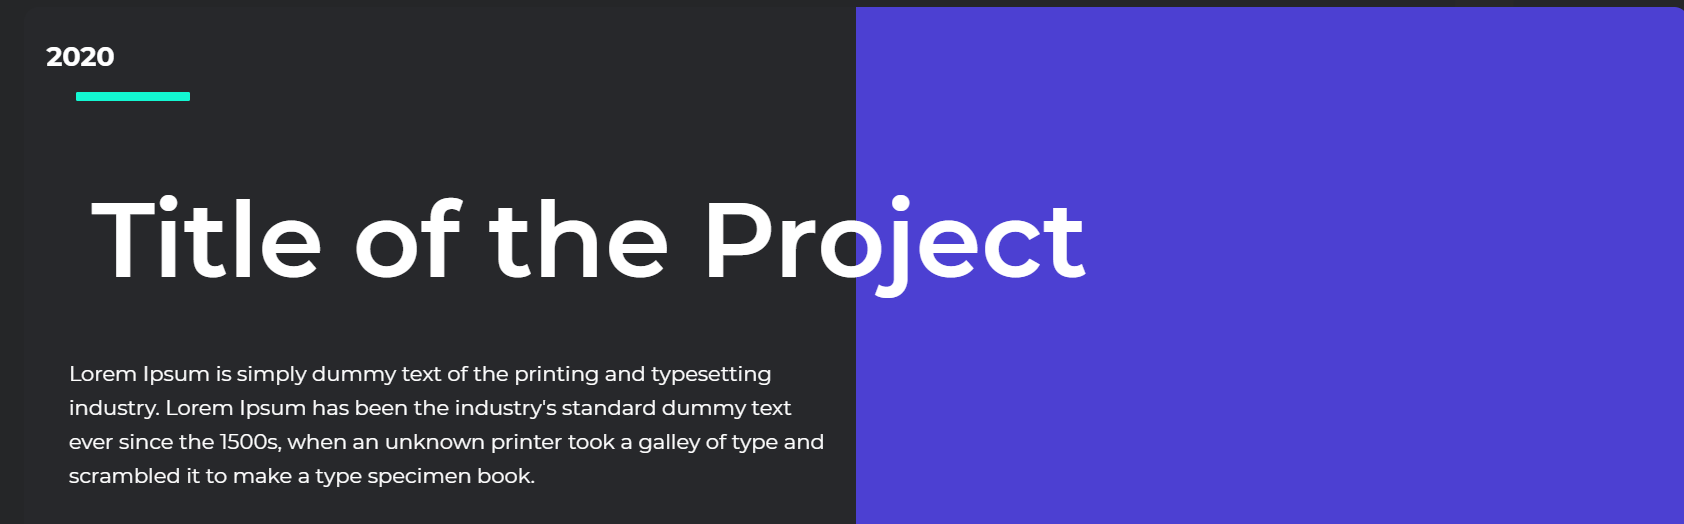 2020
Title of the Project
Lorem Ipsum is simply dummy text of the printing and typesetting
industry. Lorem Ipsum has been the industry's standard dummy text
ever since the 1500s, when an unknown printer took a galley of type and
scrambled it to make a type specimen book.